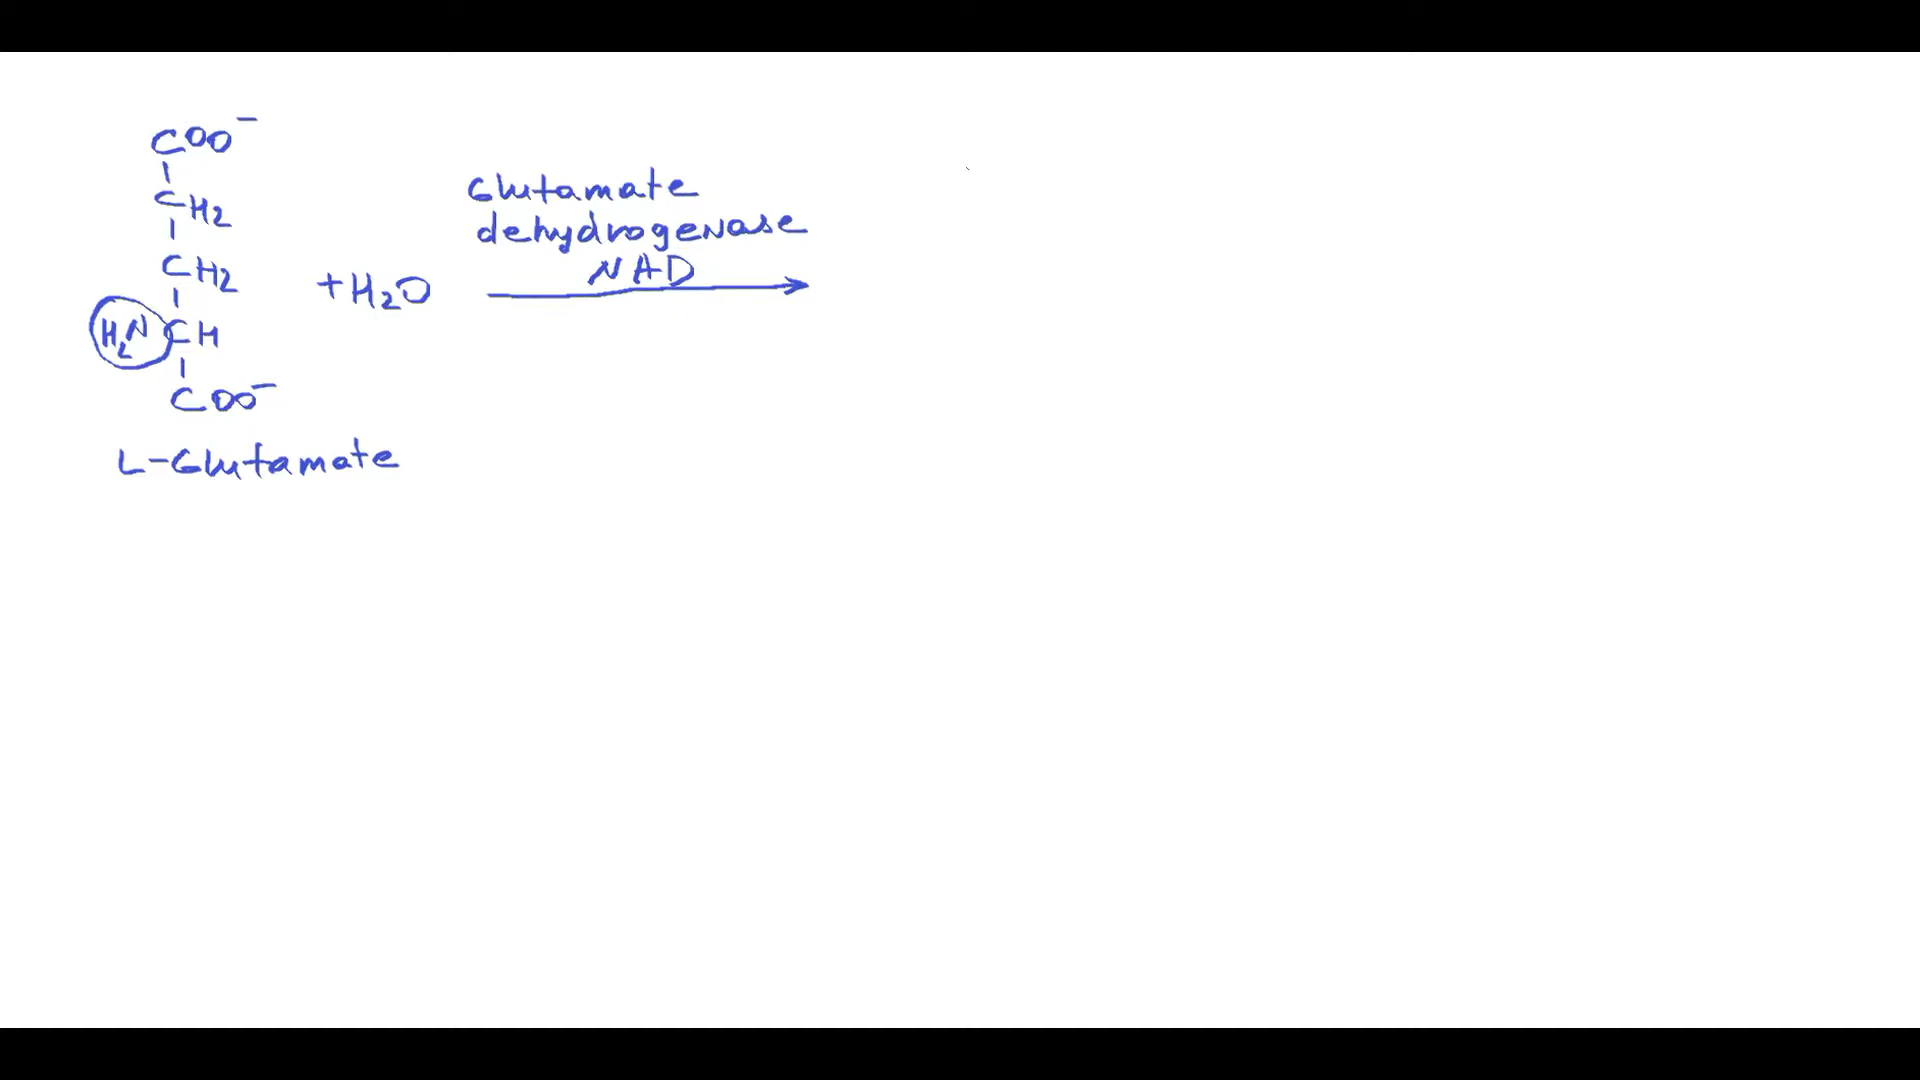 COO⁻
CH2
CH2
H₂N CH
COO⁻
L-Glutamate
+H₂O
Glutamate
dehydrogenase
NAD